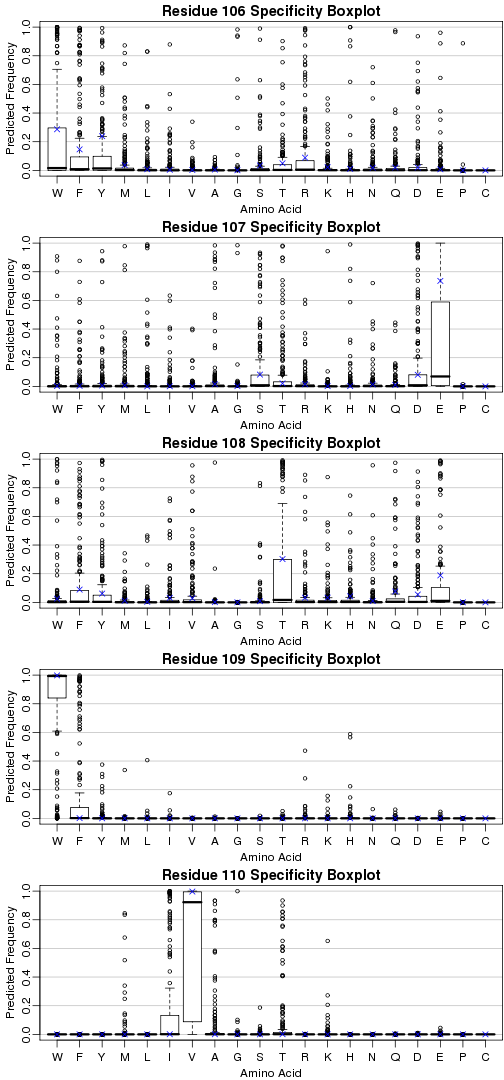 Residue 106 Specificity Boxplot
Predicted Frequency
0.0 0.2 0.4 0.6 0.8 1.0
W F Y M L I V A G S T R K H N Q D E P C
Amino Acid
Residue 107 Specificity Boxplot
Predicted Frequency
0.0 0.2 0.4 0.6 0.8 1.0
W F Y M L I V A G S T R K H N Q D E P C
Amino Acid
Residue 108 Specificity Boxplot
Predicted Frequency
0.0 0.2 0.4 0.6 0.8 1.0
W F Y M L I V A G S T R K H N Q D E P C
Amino Acid
Residue 109 Specificity Boxplot
Predicted Frequency
0.0 0.2 0.4 0.6 0.8 1.0
W F Y M L I V A G S T R K H N Q D E P C
Amino Acid
Residue 110 Specificity Boxplot
Predicted Frequency
0.0 0.2 0.4 0.6 0.8 1.0
W F Y M L I V A G S T R K H N Q D E P C
Amino Acid